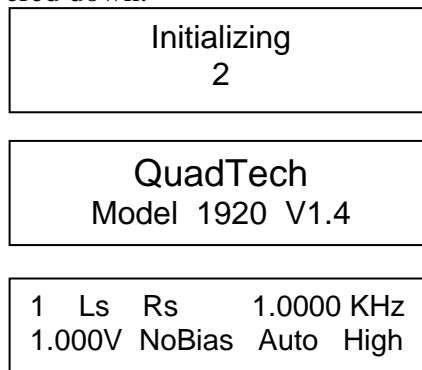 Initializing
2
QuadTech
Model 1920 V1.4
1 Ls Rs 1.0000 KHz
1.000V NoBias Auto High